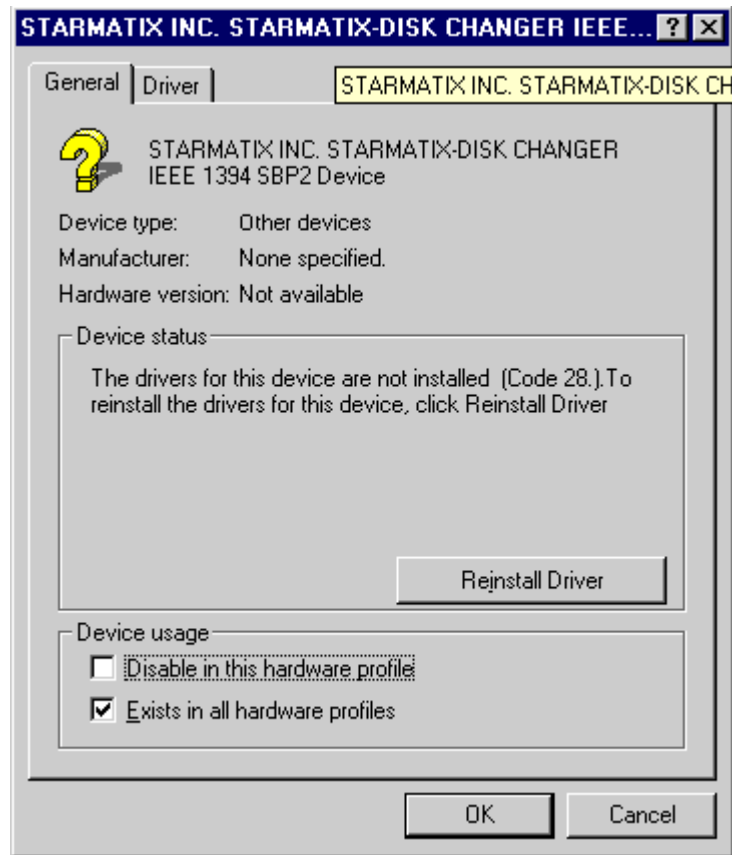 STARMATIX INC. STARMATIX-DISK CHANGER IEEE...
General
Driver
STARMATIX INC. STARMATIX-DISK CH
STARMATIX INC. STARMATIX-DISK CHANGER
IEEE 1394 SBP2 Device
Device type: Other devices
Manufacturer: None specified.
Hardware version: Not available
Device status
The drivers for this device are not installed (Code 28.).To
reinstall the drivers for this device, click Reinstall Driver
Reinstall Driver
Device usage
Disable in this hardware profile
Exists in all hardware profiles
OK
Cancel